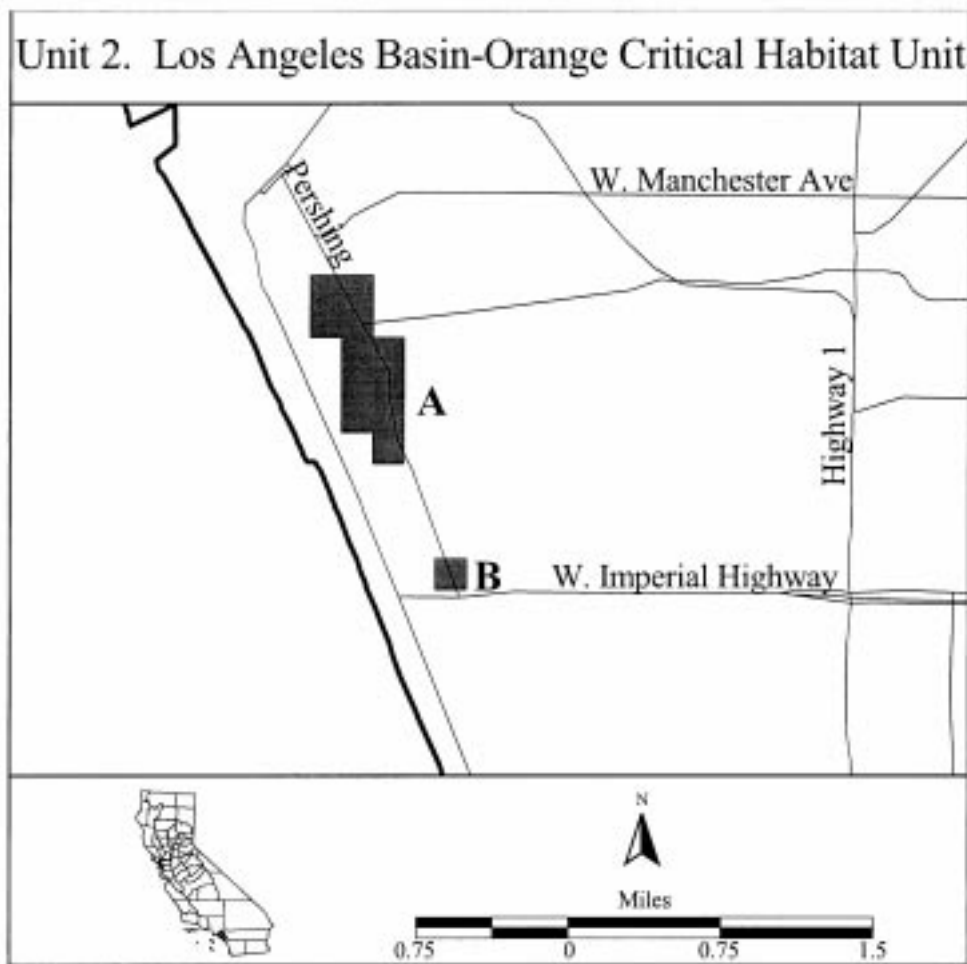 Unit 2. Los Angeles Basin-Orange Critical Habitat Unit
Pershing
W. Manchester Ave
Highway 1
A
B
W. Imperial Highway
N
Miles
0.75 0 0.75 1.5